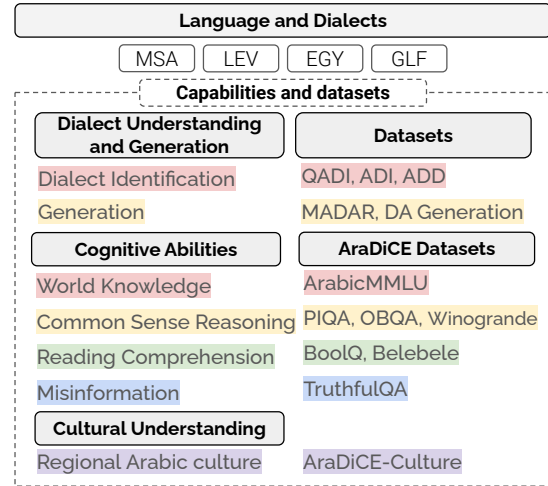 Language and Dialects
MSA LEV EGY GLF
Capabilities and datasets
Dialect Understanding and Generation
Datasets
Dialect Identification QADI, ADI, ADD
Generation MADAR, DA Generation
Cognitive Abilities AraDiCE Datasets
World Knowledge ArabicMMLU
Common Sense Reasoning PIQA, OBQA, Winogrande
Reading Comprehension BoolQ, Belebele
Misinformation TruthfulQA
Cultural Understanding
Regional Arabic culture AraDiCE-Culture